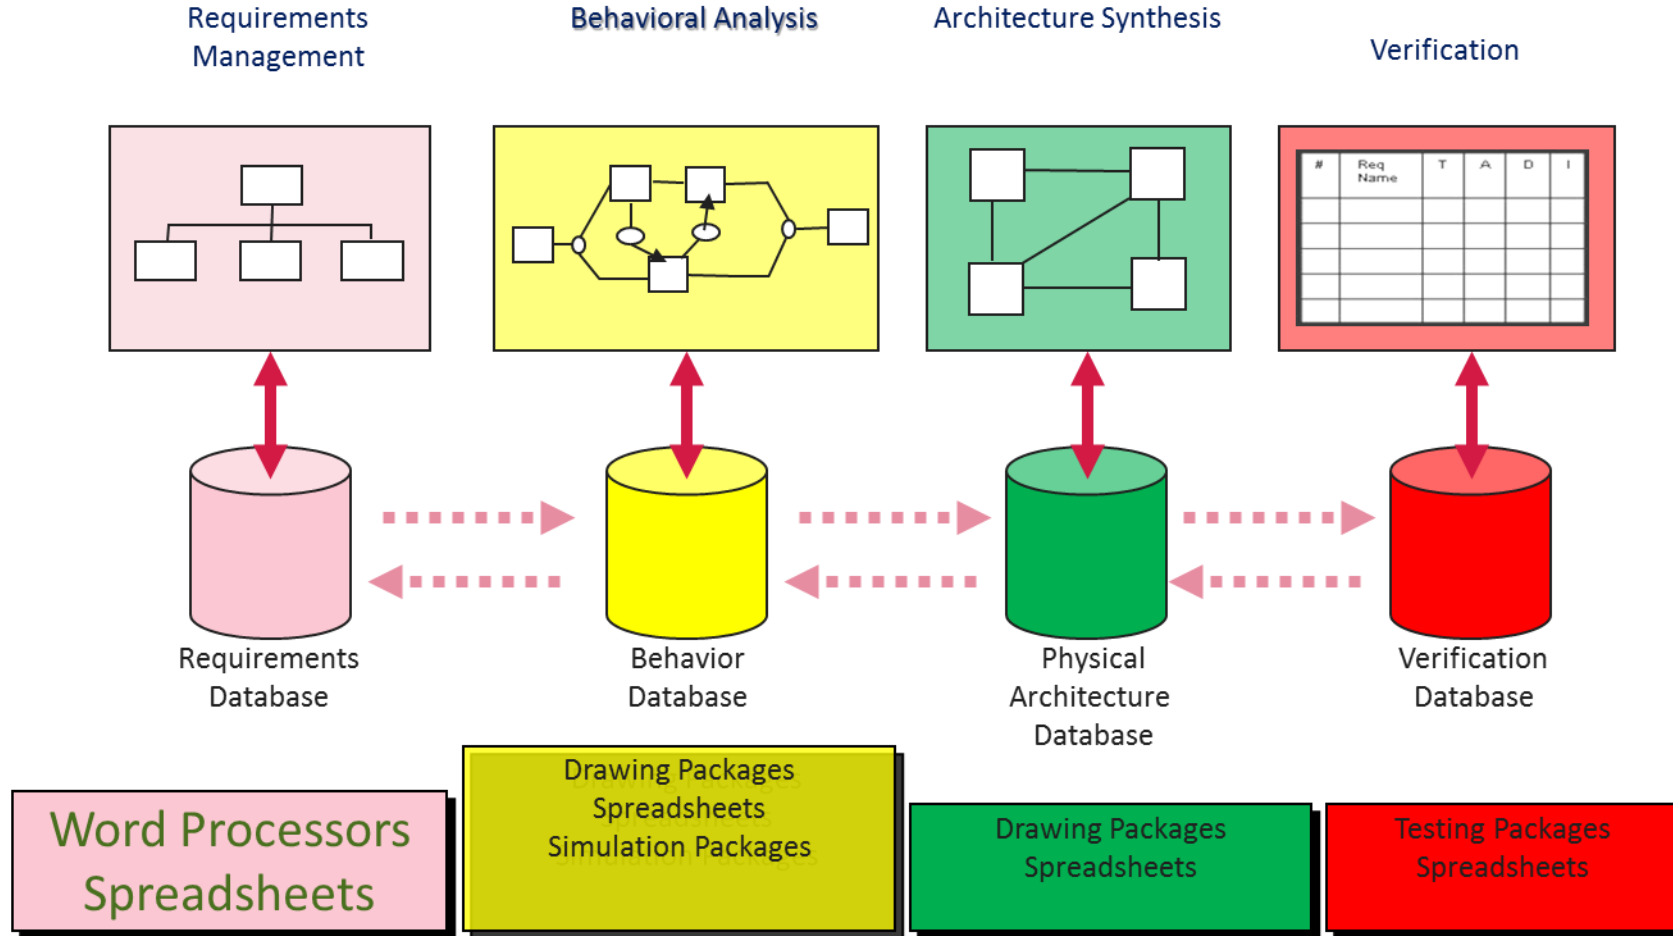 Requirements
Management
Behavioral Analysis
Architecture Synthesis
Verification
# Req T A D I
Name
Requirements
Database
Behavior
Database
Physical
Architecture
Database
Verification
Database
Word Processors
Spreadsheets
Drawing Packages
Spreadsheets
Simulation Packages
Drawing Packages
Spreadsheets
Testing Packages
Spreadsheets